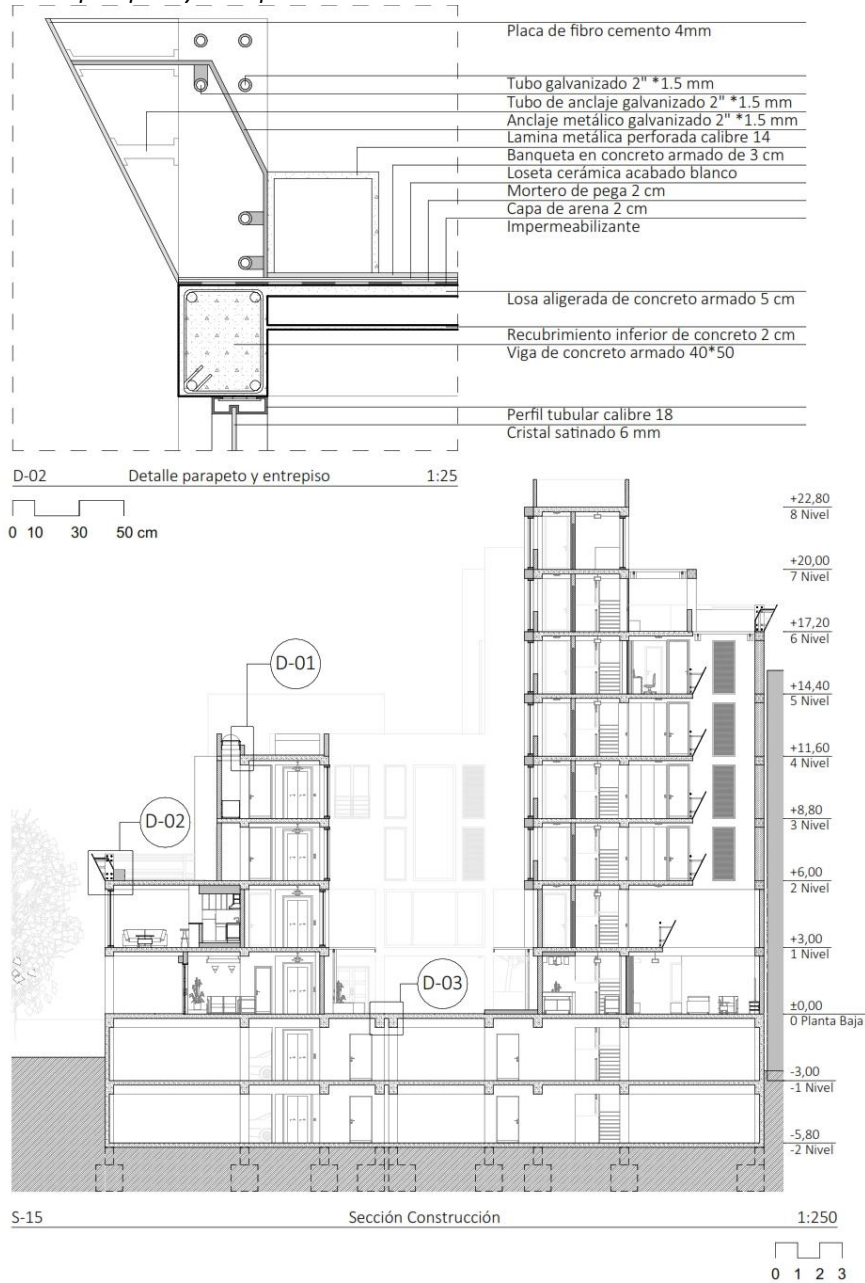 Placa de fibro cemento 4mm
Tubo galvanizado 2" *1.5 mm
Tubo de anclaje galvanizado 2" *1.5 mm
Anclaje metálico galvanizado 2" *1.5 mm
Lamina metálica perforada calibre 14
Banqueta en concreto armado de 3 cm
Loseta cerámica acabado blanco
Mortero de pega 2 cm
Capa de arena 2 cm
Impermeabilizante
Losa aligerada de concreto armado 5 cm
Recubrimiento inferior de concreto 2 cm
Viga de concreto armado 40*50
Perfil tubular calibre 18
Cristal satinado 6 mm
D-02 Detalle parapeto y entrepiso 1:25
0 10 30 50 cm
+22,80
8 Nivel
+20,00
7 Nivel
+17,20
6 Nivel
D-01
+14,40
5 Nivel
+11,60
4 Nivel
D-02
+8,80
3 Nivel
+6,00
2 Nivel
+3,00
1 Nivel
D-03
±0,00
0 Planta Baja
-3,00
-1 Nivel
-5,80
-2 Nivel
S-15 Sección Construcción 1:250
0 1 2 3